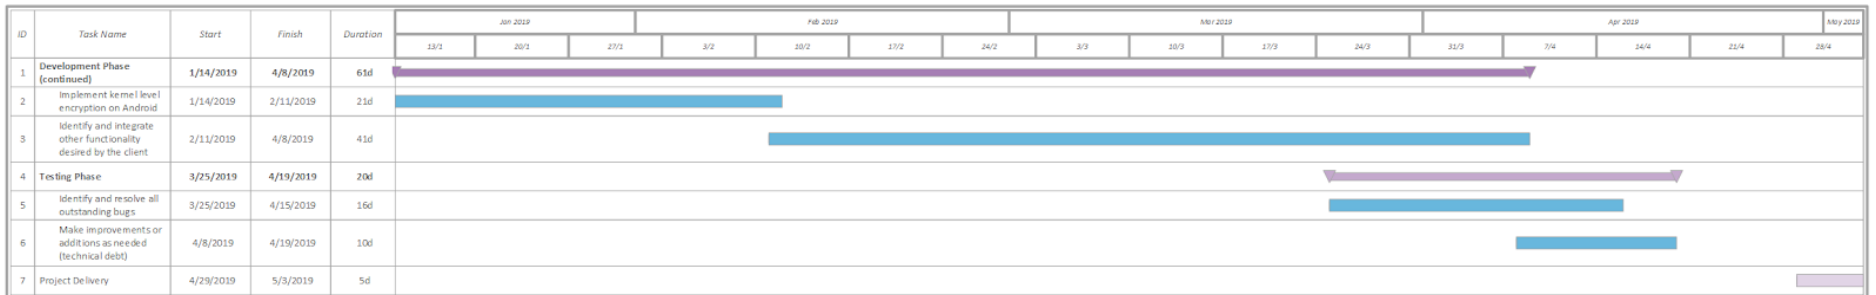 ID Task Name Start Finish Duration Jan 2019 Feb 2019 Mar 2019 Apr 2019 May 2019
13/1 20/1 27/1 3/2 10/2 17/2 24/2 3/3 10/3 17/3 24/3 31/3 7/4 14/4 21/4 28/4
1 Development Phase (continued) 1/14/2019 4/8/2019 61d
2 Implement kernel level encryption on Android 1/14/2019 2/11/2019 21d
3 Identify and integrate other functionality desired by the client 2/11/2019 4/8/2019 41d
4 Testing Phase 3/25/2019 4/19/2019 20d
5 Identify and resolve all outstanding bugs 3/25/2019 4/15/2019 16d
6 Make improvements or additions as needed (technical debt) 4/8/2019 4/19/2019 10d
7 Project Delivery 4/29/2019 5/3/2019 5d